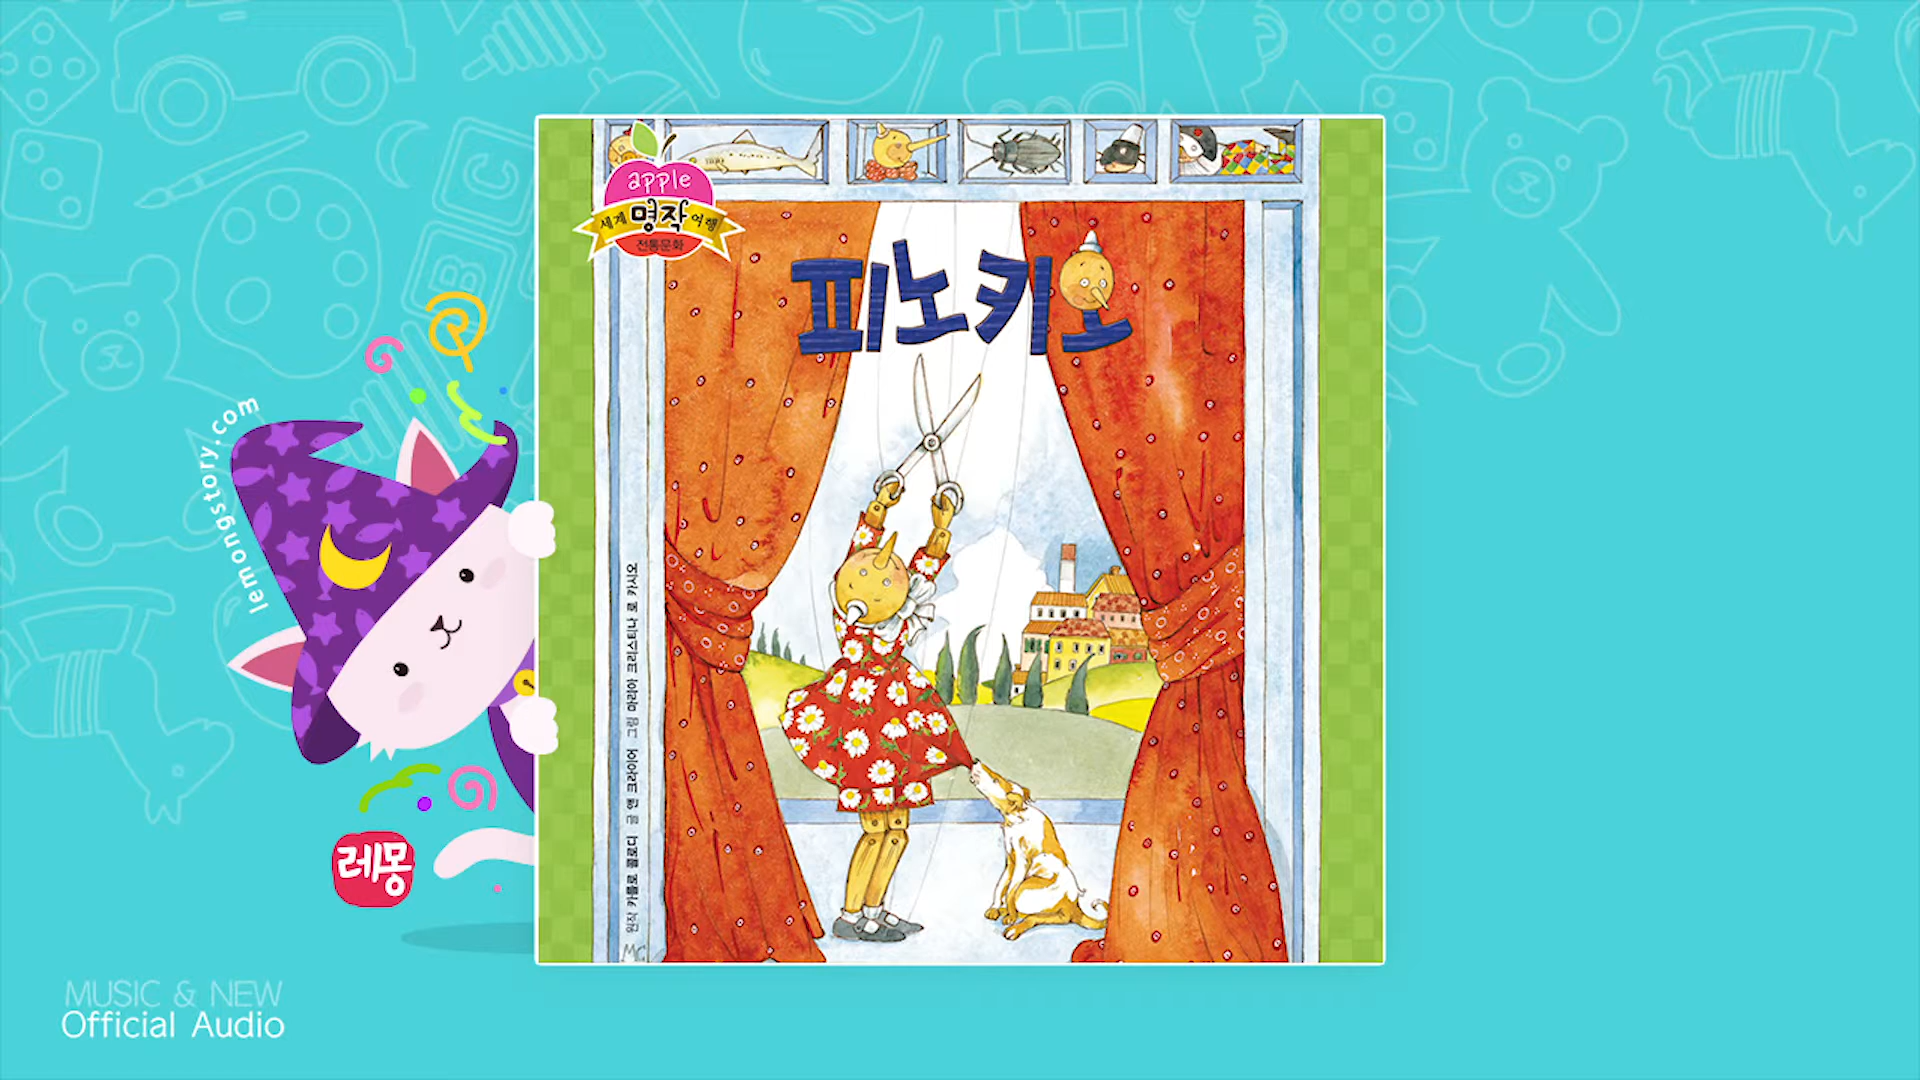 apple
세계 명작 여행
전통문화
피노키오
원작 카를로 콜로디 글 앤 크라이어 그림 마리아 크리스티나 로 카시오
MG
lemongstory.com
레몽
MUSIC & NEW
Official Audio